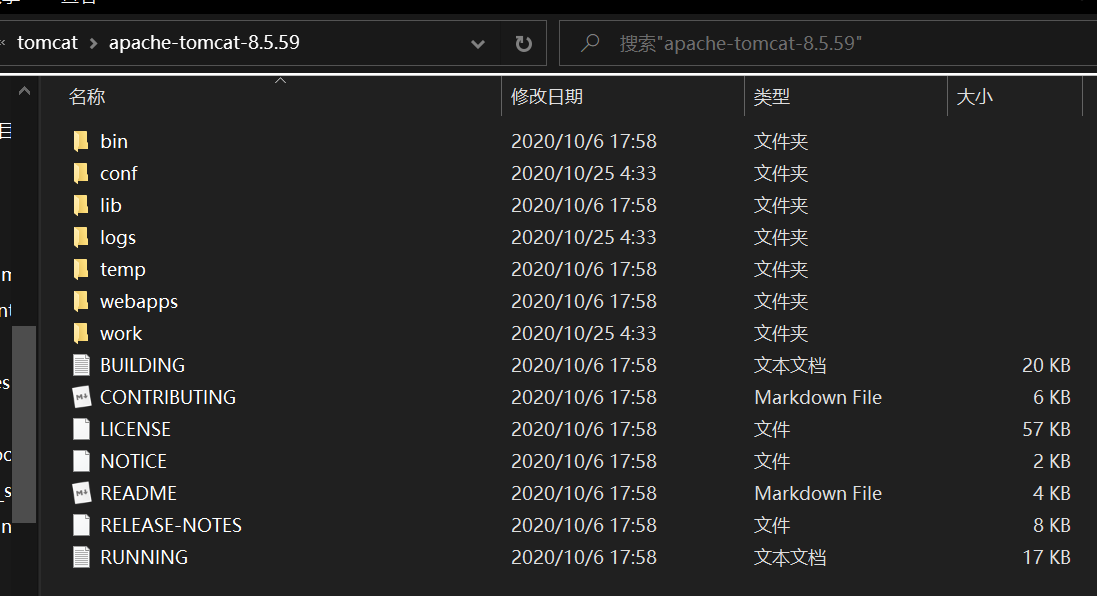 查看
« tomcat > apache-tomcat-8.5.59
搜索"apache-tomcat-8.5.59"
名称 修改日期 类型 大小
bin 2020/10/6 17:58 文件夹
conf 2020/10/25 4:33 文件夹
lib 2020/10/6 17:58 文件夹
logs 2020/10/25 4:33 文件夹
temp 2020/10/6 17:58 文件夹
webapps 2020/10/6 17:58 文件夹
work 2020/10/25 4:33 文件夹
BUILDING 2020/10/6 17:58 文本文档 20 KB
CONTRIBUTING 2020/10/6 17:58 Markdown File 6 KB
LICENSE 2020/10/6 17:58 文件 57 KB
NOTICE 2020/10/6 17:58 文件 2 KB
README 2020/10/6 17:58 Markdown File 4 KB
RELEASE-NOTES 2020/10/6 17:58 文件 8 KB
RUNNING 2020/10/6 17:58 文本文档 17 KB